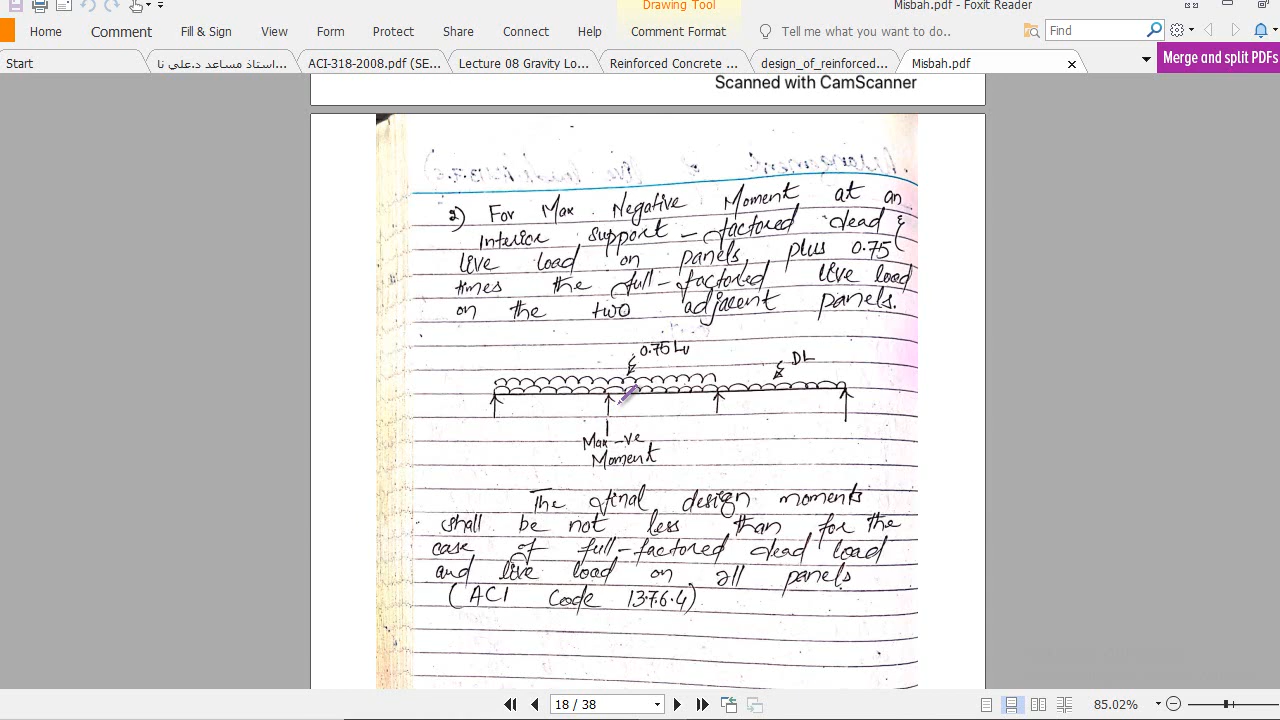 Drawing Tool
Misbah.pdf - Foxit Reader
Home Comment Fill & Sign View Form Protect Share Connect Help Comment Format Tell me what you want to do.. Find
Start استاذ مساعد د.علي نا... ACI-318-2008.pdf (SE... Lecture 08 Gravity Lo... Reinforced Concrete ... design_of_reinforced... Misbah.pdf Merge and split PDFs
Scanned with CamScanner
2) For Max. Negative Moment at an
interior support - factored dead &
live load on panels, plus 0.75
times the full-factored live load
on the two adjacent panels.
0.75 Lv
DL
Max -ve
Moment
The final design moments
shall be not less than for the
case of full-factored dead load
and live load on all panels
(ACI Code 13.7.6.4)
18 / 38 85.02%